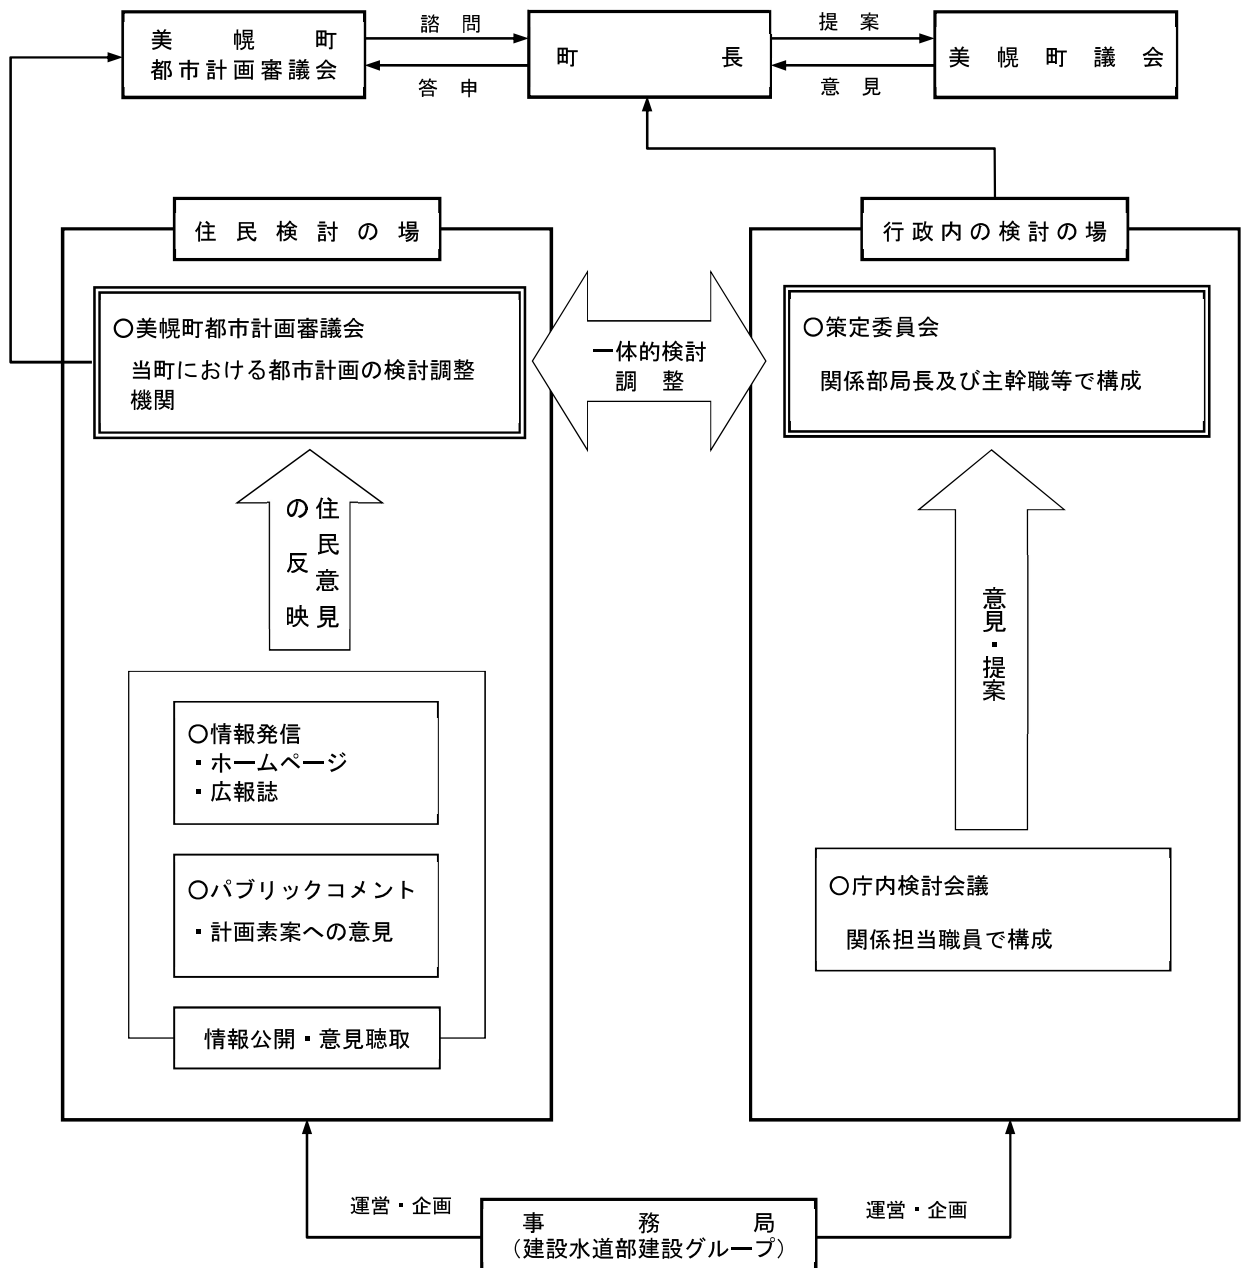 美幌町
都市計画審議会
諮問
答申
町長
提案
意見
美幌町議会
住民検討の場
○美幌町都市計画審議会
当町における都市計画の検討調整
機関
一体的検討
調整
住民意見
の反映
○情報発信
・ホームページ
・広報誌
○パブリックコメント
・計画素案への意見
情報公開・意見聴取
行政内の検討の場
○策定委員会
関係部局長及び主幹職等で構成
意見・提案
○庁内検討会議
関係担当職員で構成
運営・企画
事務局
(建設水道部建設グループ)
運営・企画